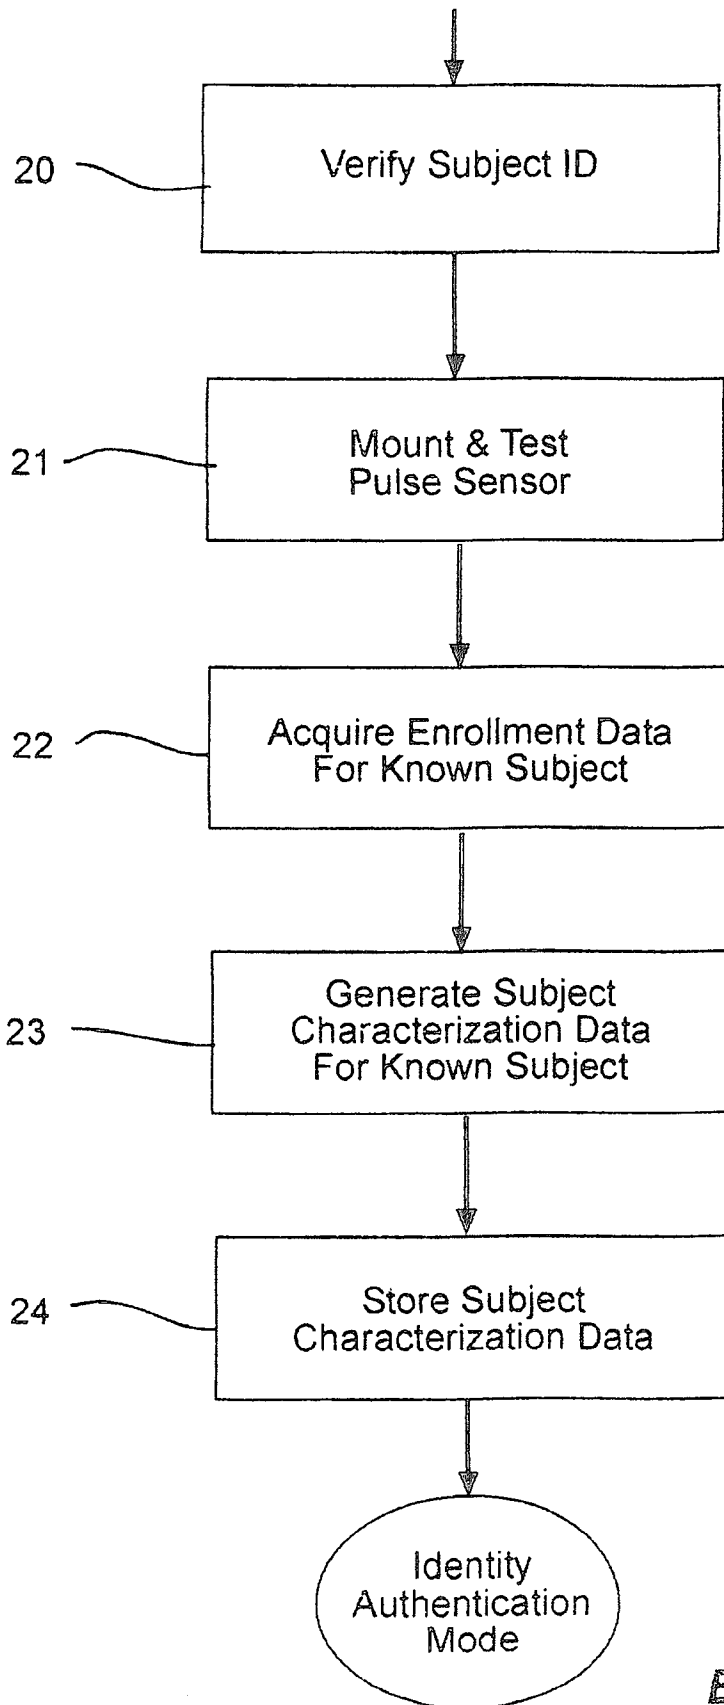 20
Verify Subject ID
21
Mount & Test
Pulse Sensor
22
Acquire Enrollment Data
For Known Subject
23
Generate Subject
Characterization Data
For Known Subject
24
Store Subject
Characterization Data
Identity
Authentication
Mode